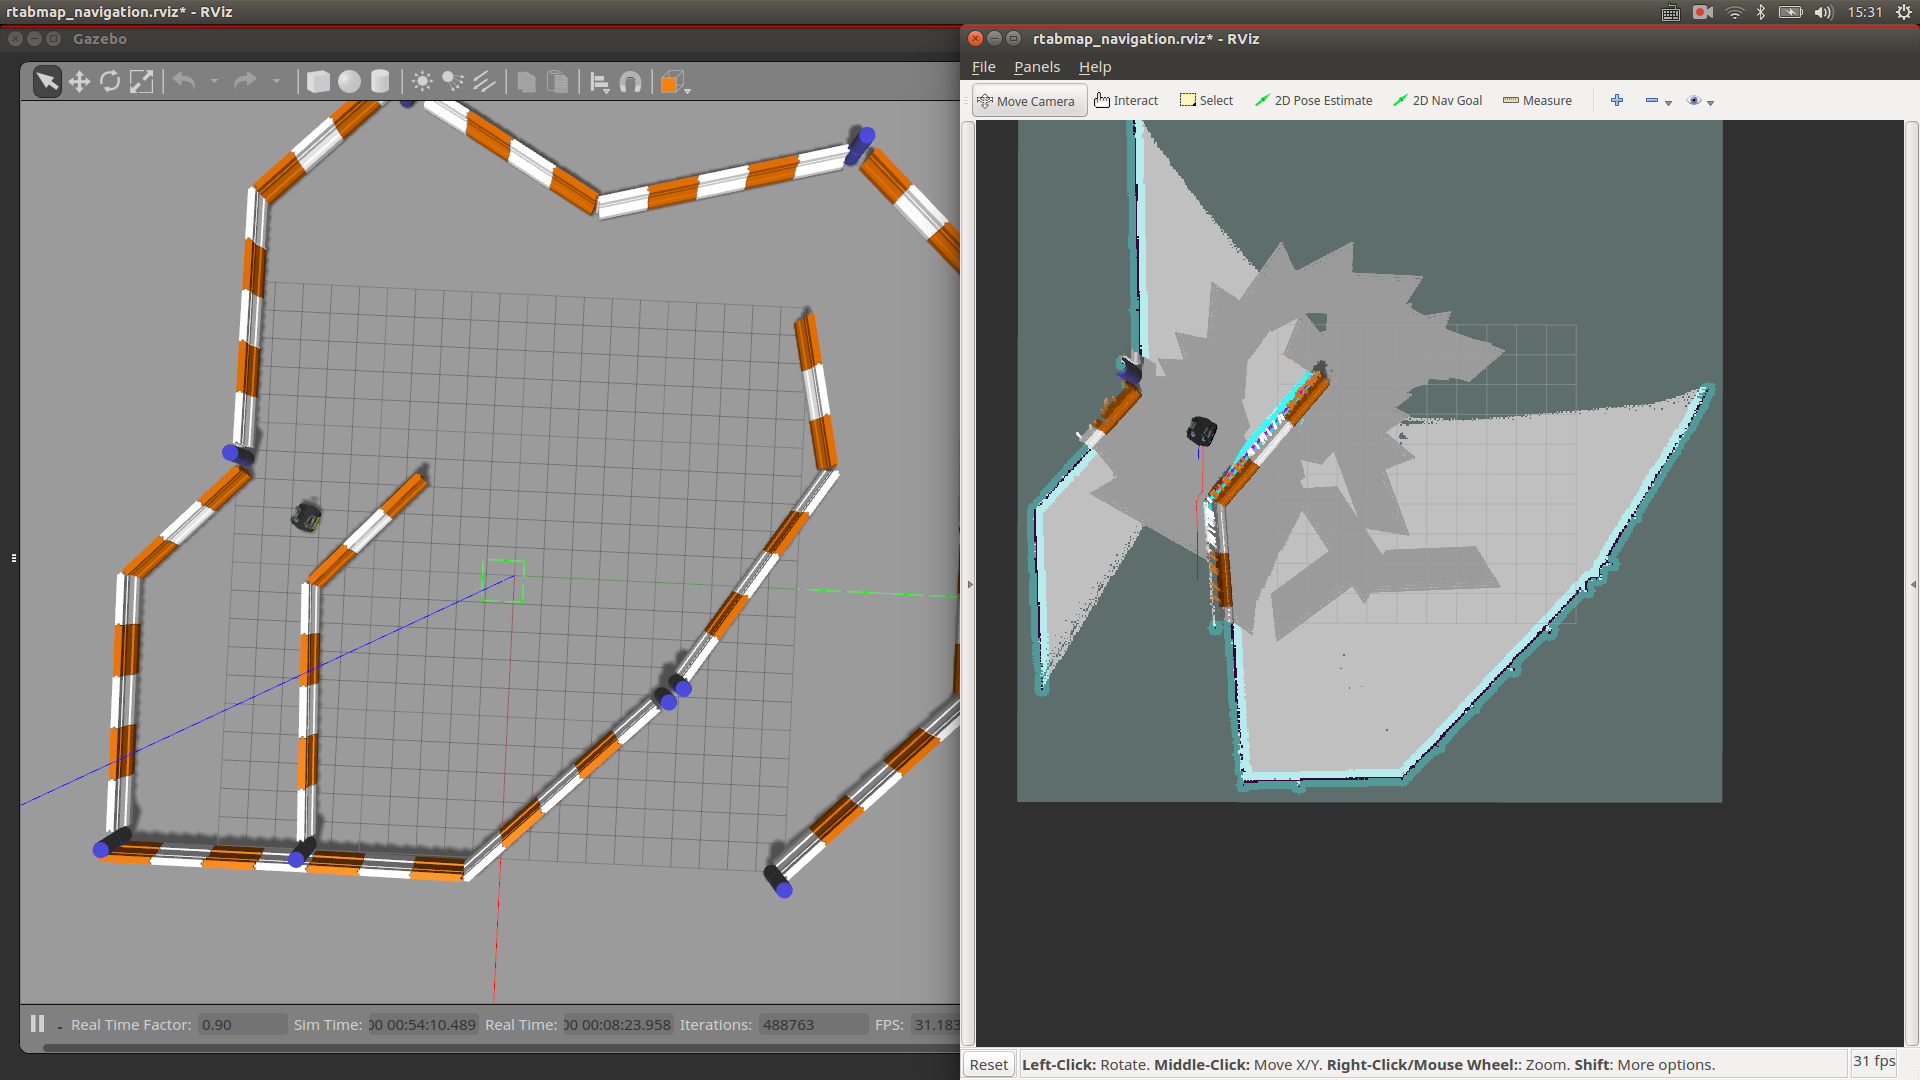 rtabmap_navigation.rviz* - RViz
15:31
Gazebo
rtabmap_navigation.rviz* - RViz
File Panels Help
Move Camera Interact Select 2D Pose Estimate 2D Nav Goal Measure
Real Time Factor: 0.90 Sim Time: 00 00:54:10.489 Real Time: 00 00:08:23.958 Iterations: 488763 FPS: 31.183
Reset Left-Click: Rotate. Middle-Click: Move X/Y. Right-Click/Mouse Wheel:: Zoom. Shift: More options. 31 fps